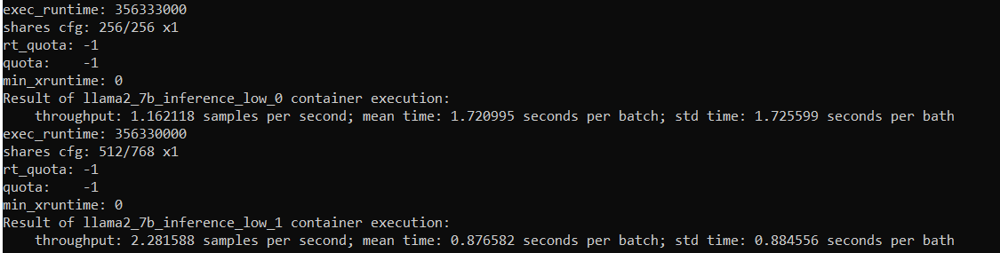 exec_runtime: 356333000
shares cfg: 256/256 x1
rt_quota: -1
quota:    -1
min_xruntime: 0
Result of llama2_7b_inference_low_0 container execution:
    throughput: 1.162118 samples per second; mean time: 1.720995 seconds per batch; std time: 1.725599 seconds per bath
exec_runtime: 356330000
shares cfg: 512/768 x1
rt_quota: -1
quota:    -1
min_xruntime: 0
Result of llama2_7b_inference_low_1 container execution:
    throughput: 2.281588 samples per second; mean time: 0.876582 seconds per batch; std time: 0.884556 seconds per bath